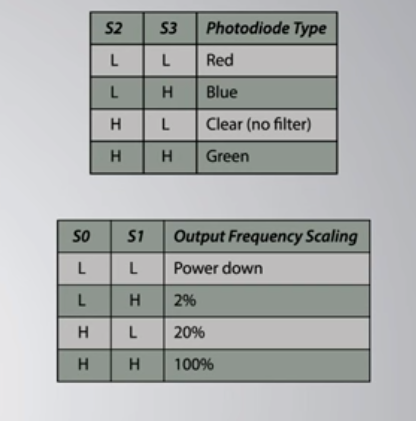 S2 S3 Photodiode Type
L L Red
L H Blue
H L Clear (no filter)
H H Green
S0 S1 Output Frequency Scaling
L L Power down
L H 2%
H L 20%
H H 100%